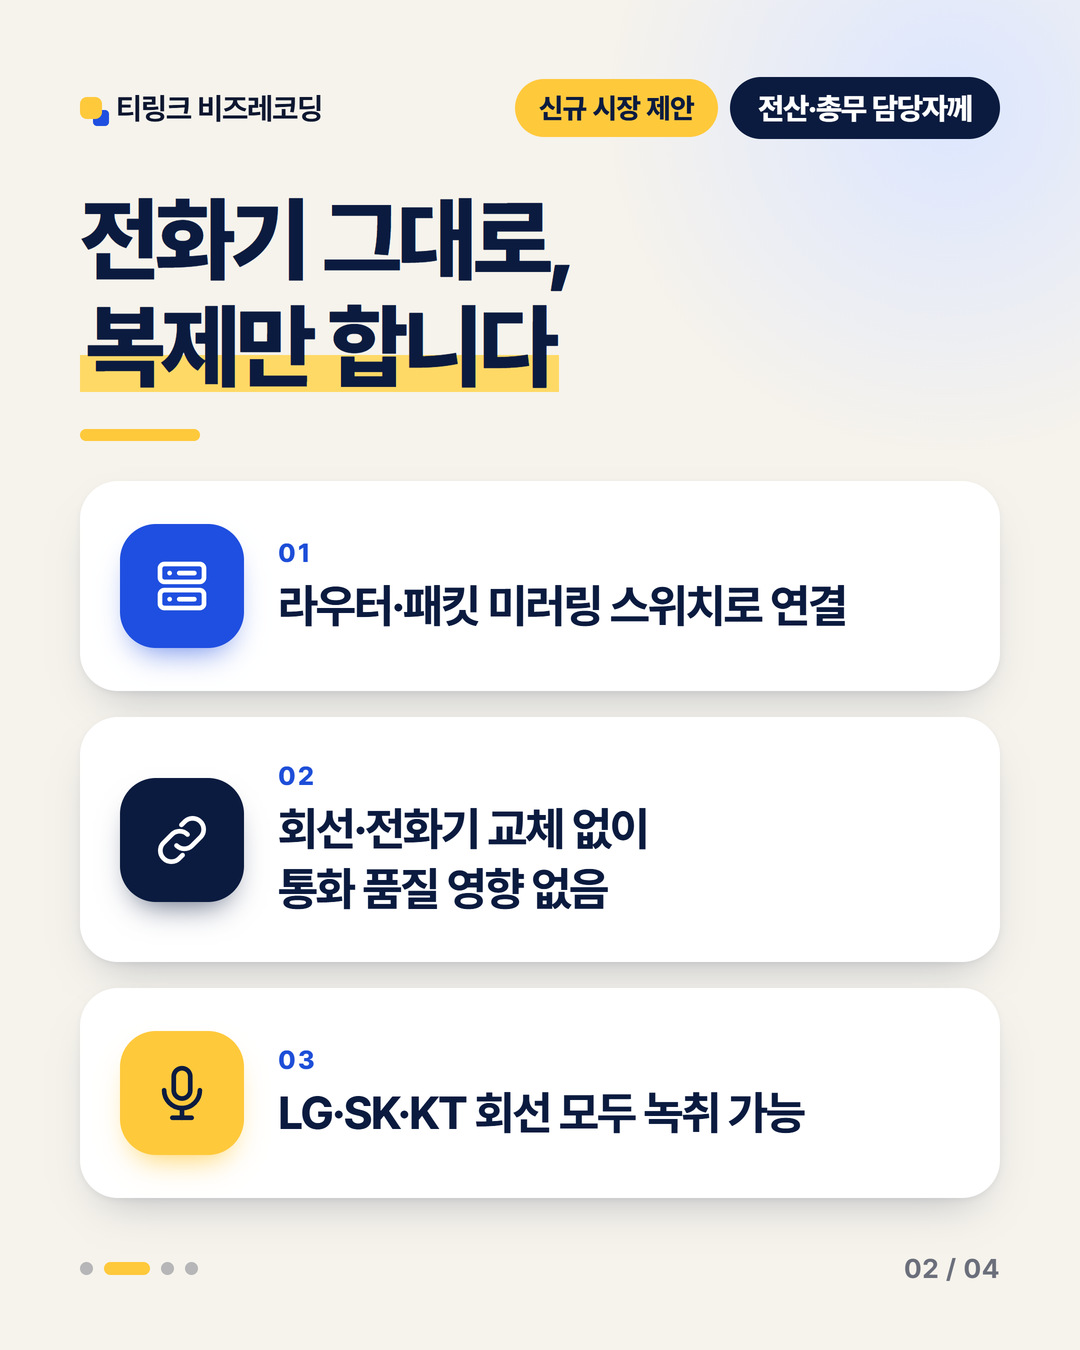 티링크 비즈레코딩
신규 시장 제안
전산·총무 담당자께
전화기 그대로,
복제만 합니다
01
라우터·패킷 미러링 스위치로 연결
02
회선·전화기 교체 없이
통화 품질 영향 없음
03
LG·SK·KT 회선 모두 녹취 가능
02 / 04